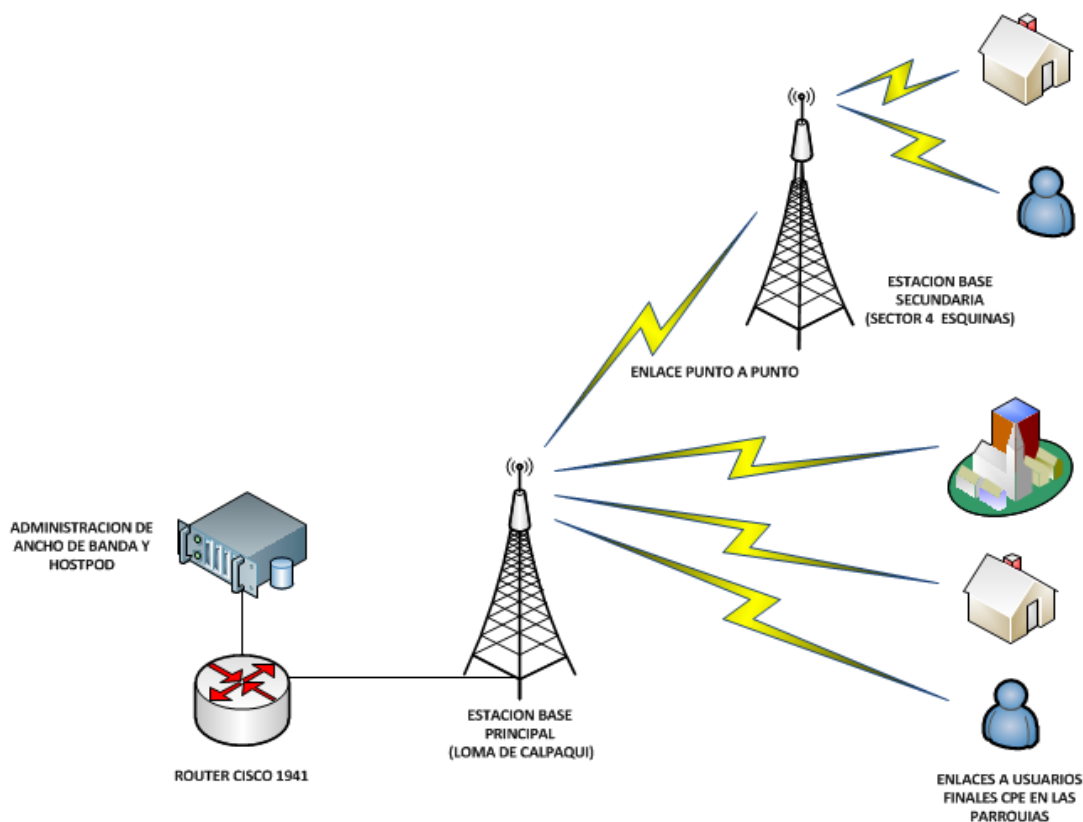 ESTACION BASE
SECUNDARIA
(SECTOR 4 ESQUINAS)
ENLACE PUNTO A PUNTO
ADMINISTRACION DE
ANCHO DE BANDA Y
HOSTPOD
ESTACION BASE
PRINCIPAL
(LOMA DE CALPAQUI)
ROUTER CISCO 1941
ENLACES A USUARIOS
FINALES CPE EN LAS
PARROUIAS